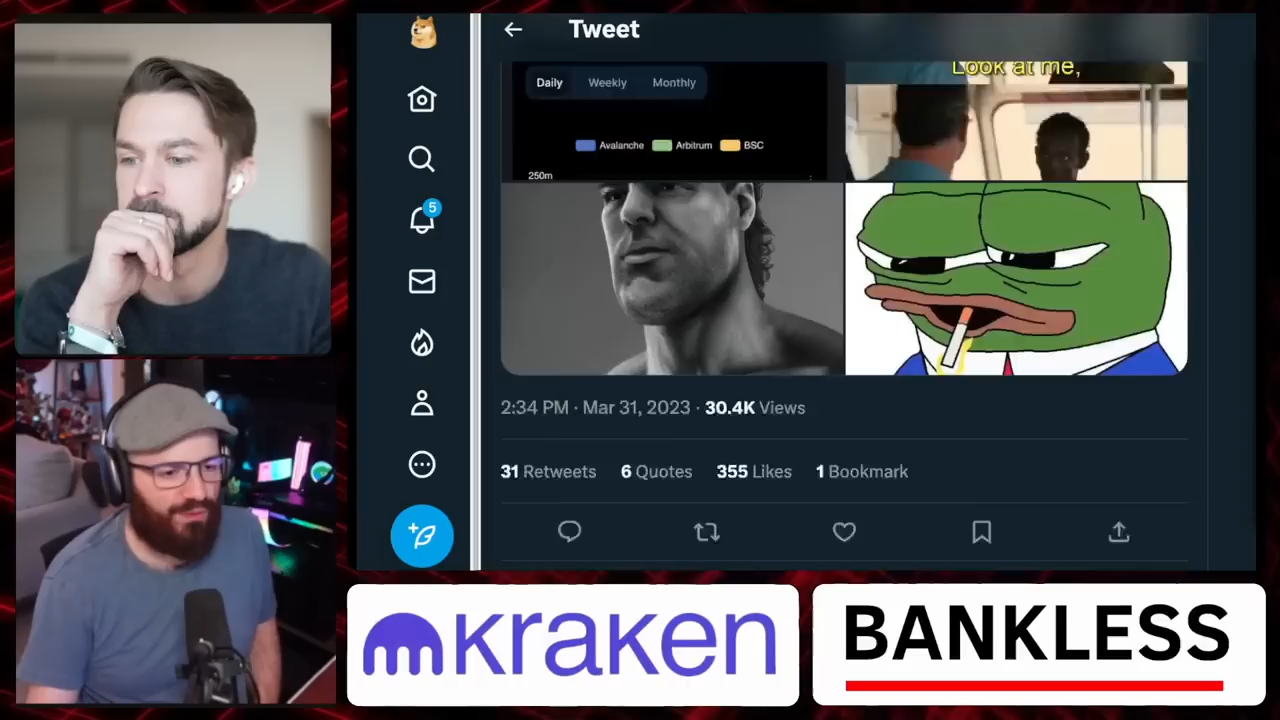 Tweet
Look at me,
Daily Weekly Monthly
Avalanche Arbitrum BSC
250m
5
2:34 PM · Mar 31, 2023 · 30.4K Views
31 Retweets 6 Quotes 355 Likes 1 Bookmark
kraken
BANKLESS